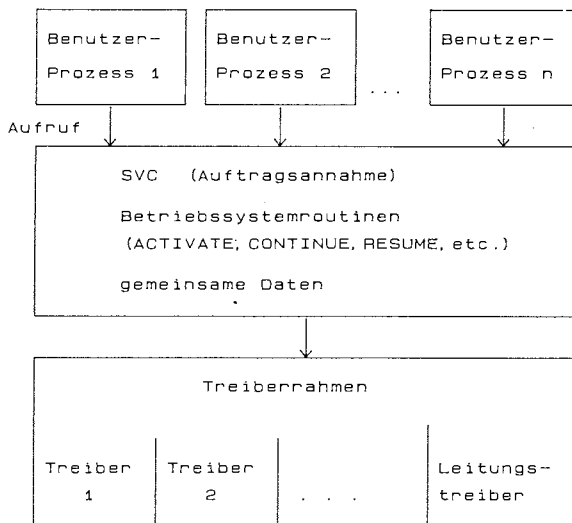 Benutzer-
Prozess 1
Benutzer-
Prozess 2
...
Benutzer-
Prozess n
Aufruf
SVC (Auftragsannahme)
Betriebssystemroutinen
(ACTIVATE, CONTINUE, RESUME, etc.)
gemeinsame Daten
Treiberrahmen
Treiber
1
Treiber
2
. . .
Leitungs-
treiber